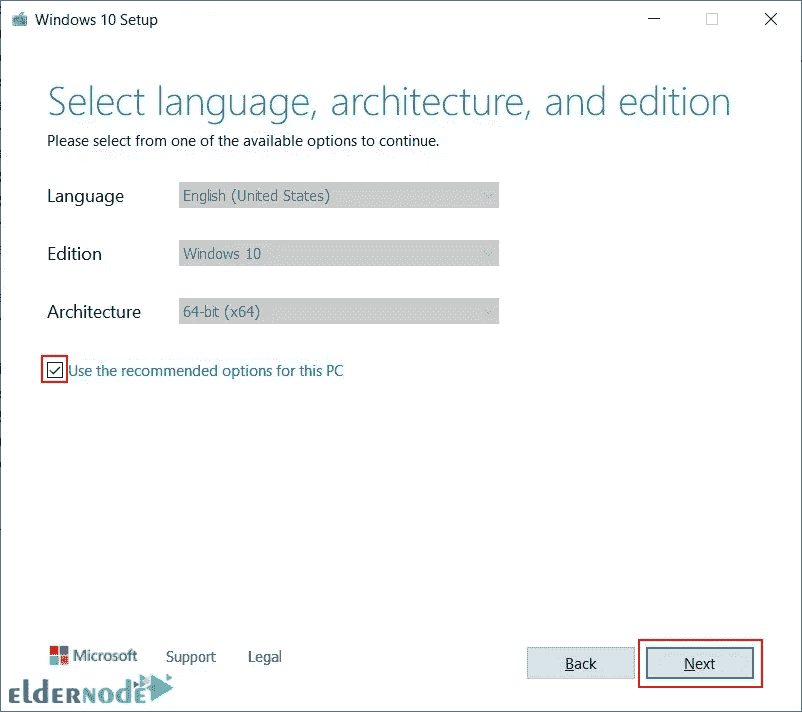 Windows 10 Setup
Select language, architecture, and edition
Please select from one of the available options to continue.
Language English (United States)
Edition Windows 10
Architecture 64-bit (x64)
Use the recommended options for this PC
Microsoft Support Legal Back Next
eldernode